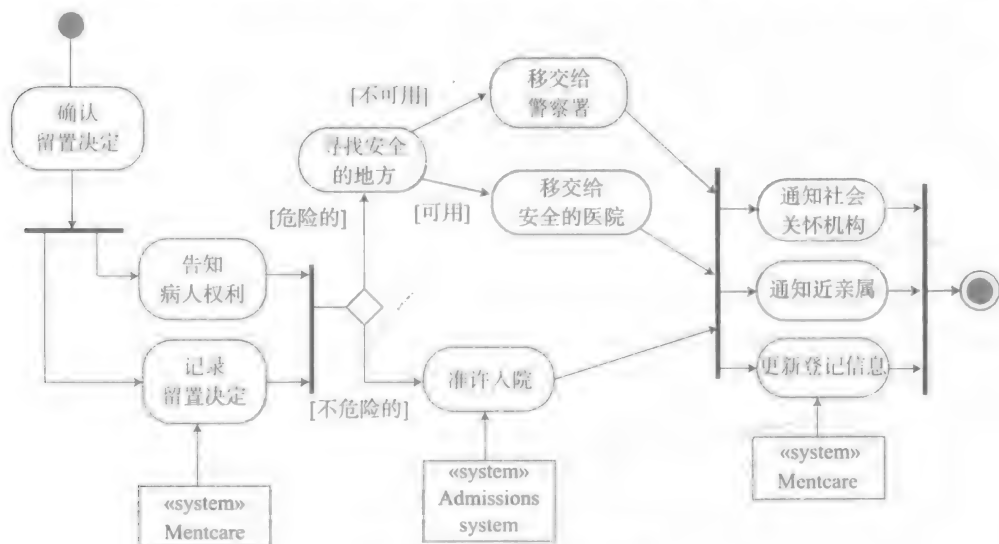 确认
留置决定
告知
病人权利
记录
留置决定
«system»
Mentcare
[危险的]
[不危险的]
寻找安全
的地方
[不可用]
[可用]
移交给
警察署
移交给
安全的医院
准许入院
«system»
Admissions
system
通知社会
关怀机构
通知近亲属
更新登记信息
«system»
Mentcare